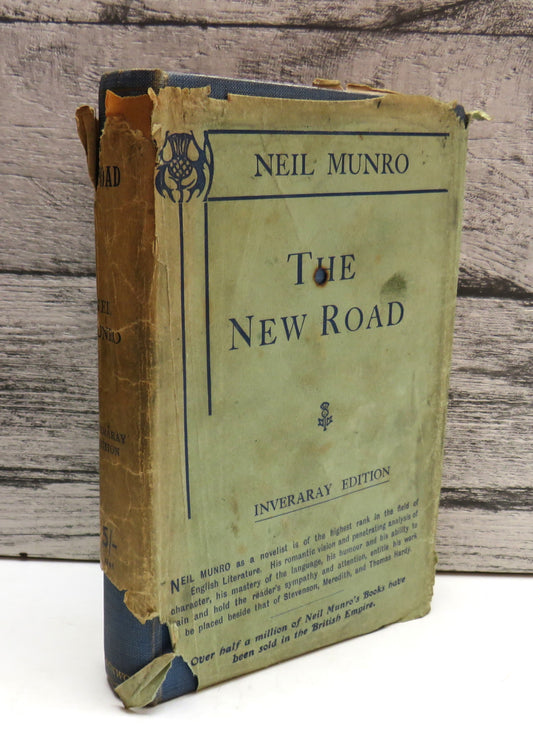 NEIL MUNRO
THE
NEW ROAD
INVERARAY EDITION
NEIL MUNRO as a novelist is of the highest rank in the field of
English Literature. His romantic vision and penetrating analysis of
character, his mastery of the language, his humour and his ability to
gain and hold the reader's sympathy and attention, entitle his work
to be placed beside that of Stevenson, Meredith, and Thomas Hardy.
Over half a million of Neil Munro's Books have
been sold in the British Empire.
ROAD
5/-